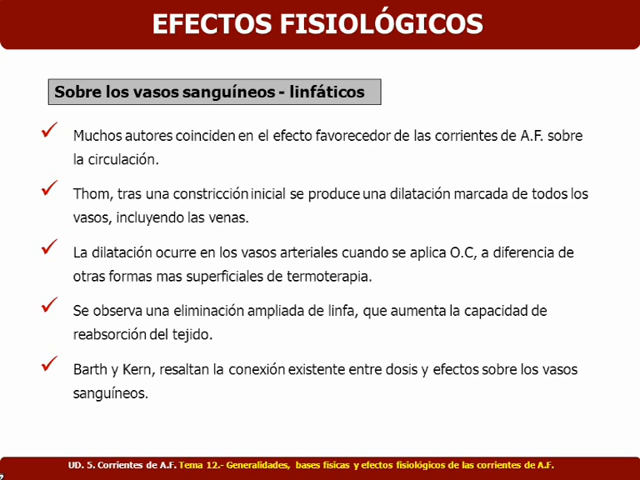 EFECTOS FISIOLÓGICOS
Sobre los vasos sanguíneos - linfáticos
Muchos autores coinciden en el efecto favorecedor de las corrientes de A.F. sobre
la circulación.
Thom, tras una constricción inicial se produce una dilatación marcada de todos los
vasos, incluyendo las venas.
La dilatación ocurre en los vasos arteriales cuando se aplica O.C, a diferencia de
otras formas mas superficiales de termoterapia.
Se observa una eliminación ampliada de linfa, que aumenta la capacidad de
reabsorción del tejido.
Barth y Kern, resaltan la conexión existente entre dosis y efectos sobre los vasos
sanguíneos.
UD. 5. Corrientes de A.F. Tema 12.- Generalidades, bases físicas y efectos fisiológicos de las corrientes de A.F.